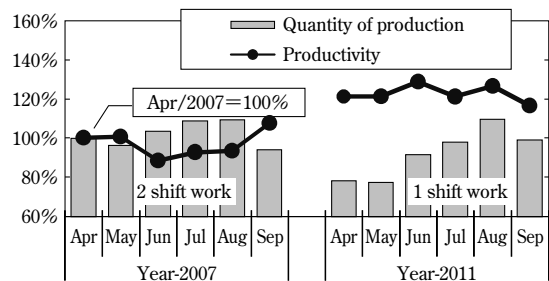 160%
140%
120%
100%
80%
60%
Quantity of production
Productivity
Apr/2007=100%
2 shift work
1 shift work
Apr May Jun Jul Aug Sep Apr May Jun Jul Aug Sep
Year-2007 Year-2011